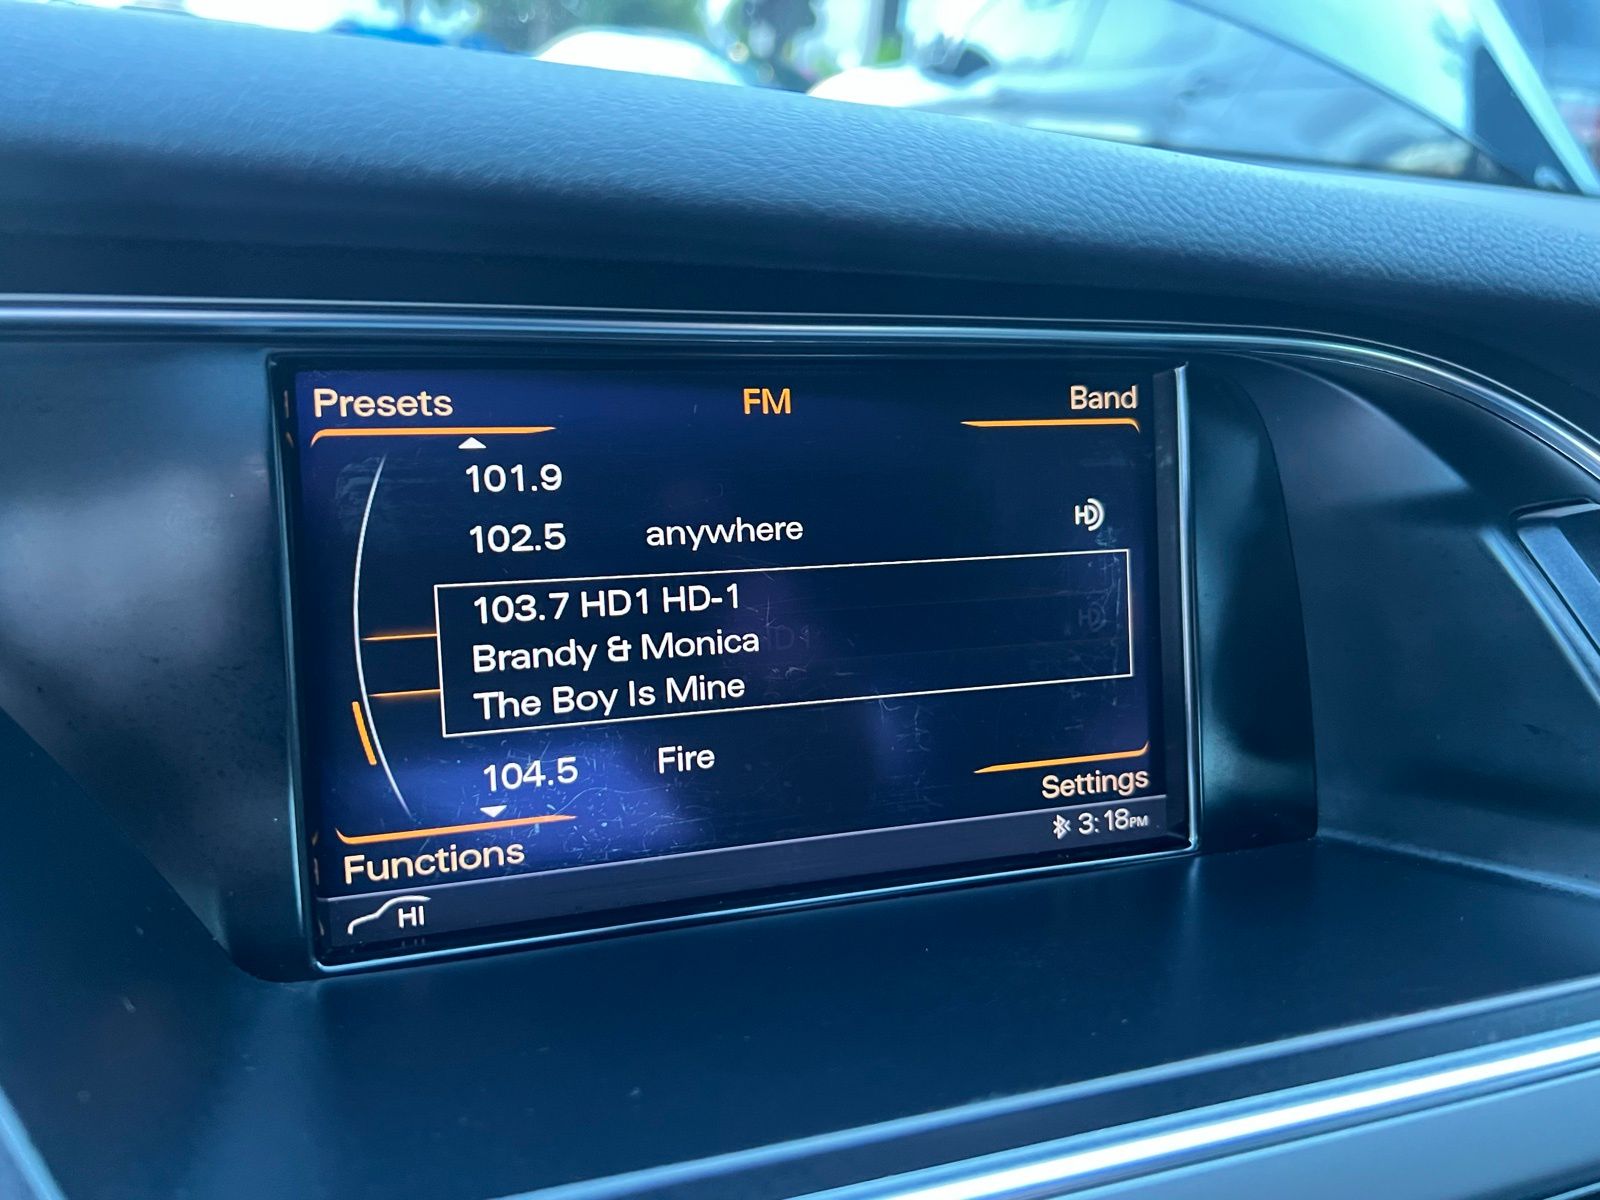 Presets FM Band
101.9
102.5 anywhere HD
103.7 HD1 HD-1
Brandy & Monica
The Boy Is Mine
104.5 Fire
Settings
Functions
3:18PM
HI